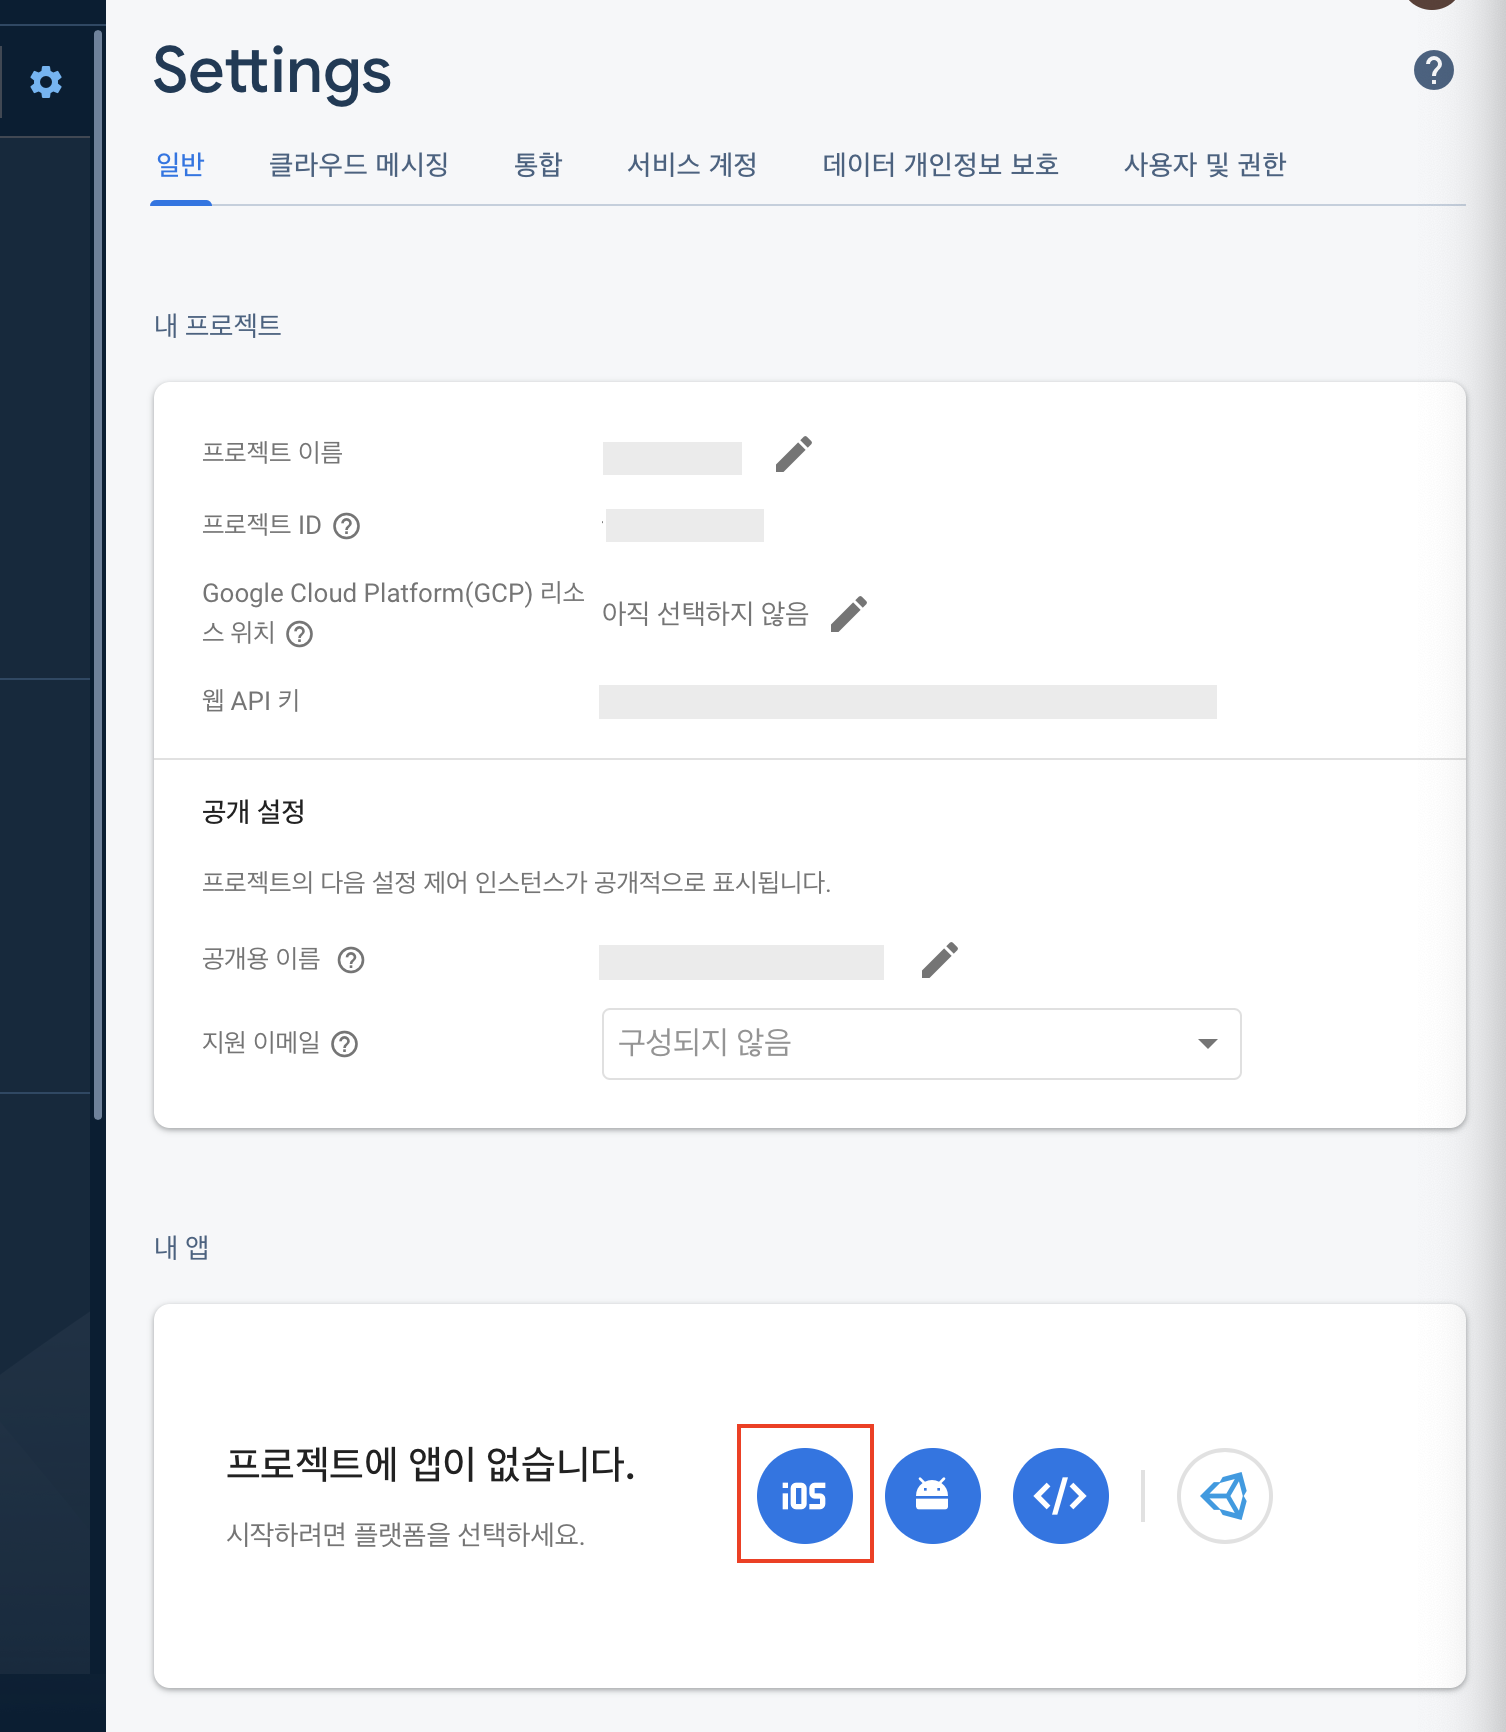 Settings
일반 클라우드 메시징 통합 서비스 계정 데이터 개인정보 보호 사용자 및 권한
내 프로젝트
프로젝트 이름
프로젝트 ID
Google Cloud Platform(GCP) 리소
스 위치
아직 선택하지 않음
웹 API 키
공개 설정
프로젝트의 다음 설정 제어 인스턴스가 공개적으로 표시됩니다.
공개용 이름
지원 이메일
구성되지 않음
내 앱
프로젝트에 앱이 없습니다.
시작하려면 플랫폼을 선택하세요.
iOS